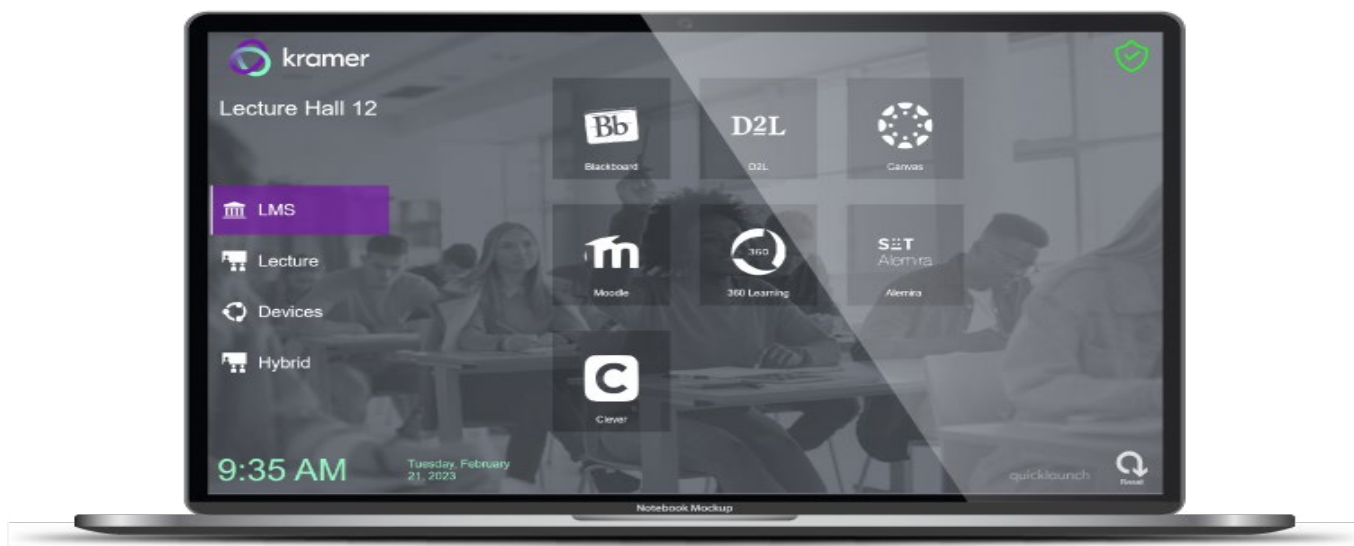 kramer
Lecture Hall 12
LMS
Lecture
Devices
Hybrid
Bb
Blackboard
D2L
D2L
Canvas
m
Moodle
360
360 Learning
Alemira
Alemira
C
Clever
9:35 AM
Tuesday, February
21, 2023
quicklaunch
Reset
Notebook Mockup